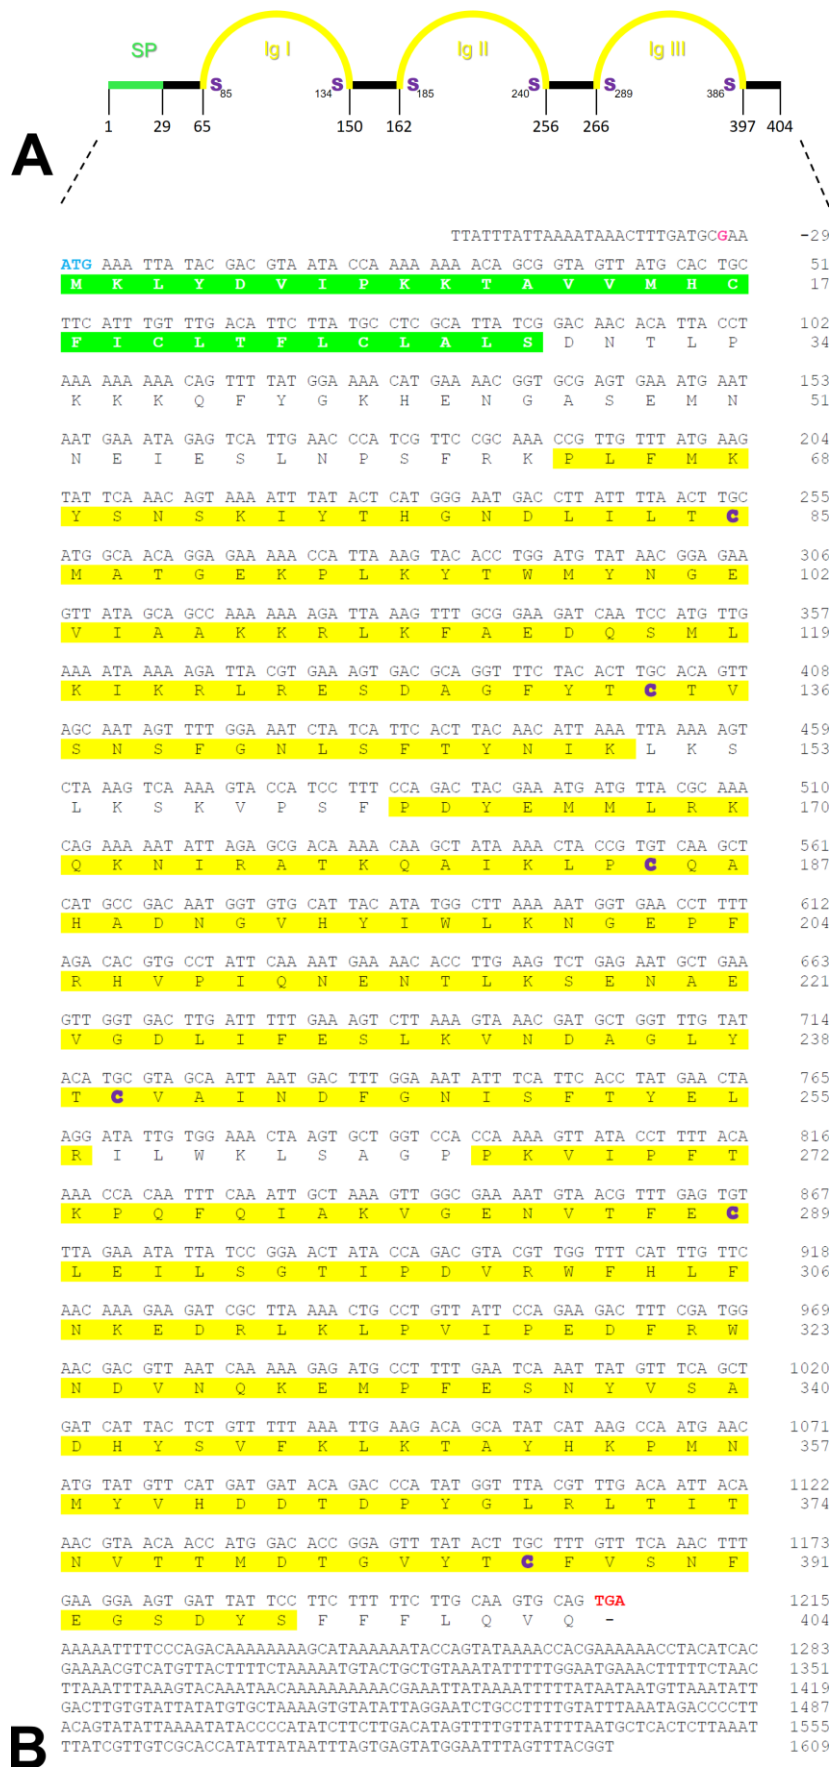 SP Ig I Ig II Ig III
S 85 134 S S 185 240 S S 289 386 S
1 29 65 150 162 256 266 397 404
A
TTATTTATTAAAATAAACTTTGATGCGAA -29
ATG AAA TTA TAC GAC GTA ATA CCA AAA AAA ACA GCG GTA GTT ATG CAC TGC 51
M K L Y D V I P K K T A V V M H C 17
TTC ATT TGT TTG ACA TTC TTA TGC CTC GCA TTA TCG GAC AAC ACA TTA CCT 102
F I C L T F L C L A L S D N T L P 34
AAA AAA AAA CAG TTT TAT GGA AAA CAT GAA AAC GGT GCG AGT GAA ATG AAT 153
K K K Q F Y G K H E N G A S E M N 51
AAT GAA ATA GAG TCA TTG AAC CCA TCG TTC CGC AAA CCG TTG TTT ATG AAG 204
N E I E S L N P S F R K P L F M K 68
TAT TCA AAC AGT AAA ATT TAT ACT CAT GGG AAT GAC CTT ATT TTA ACT TGC 255
Y S N S K I Y T H G N D L I L T C 85
ATG GCA ACA GGA GAA AAA CCA TTA AAG TAC ACC TGG ATG TAT AAC GGA GAA 306
M A T G E K P L K Y T W M Y N G E 102
GTT ATA GCA GCC AAA AAA AGA TTA AAG TTT GCG GAA GAT CAA TCC ATG TTG 357
V I A A K K R L K F A E D Q S M L 119
AAA ATA AAA AGA TTA CGT GAA AGT GAC GCA GGT TTC TAC ACT TGC ACA GTT 408
K I K R L R E S D A G F Y T C T V 136
AGC AAT AGT TTT GGA AAT CTA TCA TTC ACT TAC AAC ATT AAA TTA AAA AGT 459
S N S F G N L S F T Y N I K L K S 153
CTA AAG TCA AAA GTA CCA TCC TTT CCA GAC TAC GAA ATG ATG TTA CGC AAA 510
L K S K V P S F P D Y E M M L R K 170
CAG AAA AAT ATT AGA GCG ACA AAA CAA GCT ATA AAA CTA CCG TGT CAA GCT 561
Q K N I R A T K Q A I K L P C Q A 187
CAT GCC GAC AAT GGT GTG CAT TAC ATA TGG CTT AAA AAT GGT GAA CCT TTT 612
H A D N G V H Y I W L K N G E P F 204
AGA CAC GTG CCT ATT CAA AAT GAA AAC ACC TTG AAG TCT GAG AAT GCT GAA 663
R H V P I Q N E N T L K S E N A E 221
GTT GGT GAC TTG ATT TTT GAA AGT CTT AAA GTA AAC GAT GCT GGT TTG TAT 714
V G D L I F E S L K V N D A G L Y 238
ACA TGC GTA GCA ATT AAT GAC TTT GGA AAT ATT TCA TTC ACC TAT GAA CTA 765
T C V A I N D F G N I S F T Y E L 255
AGG ATA TTG TGG AAA CTA AGT GCT GGT CCA CCA AAA GTT ATA CCT TTT ACA 816
R I L W K L S A G P P K V I P F T 272
AAA CCA CAA TTT CAA ATT GCT AAA GTT GGC GAA AAT GTA ACG TTT GAG TGT 867
K P Q F Q I A K V G E N V T F E C 289
TTA GAA ATA TTA TCC GGA ACT ATA CCA GAC GTA CGT TGG TTT CAT TTG TTC 918
L E I L S G T I P D V R W F H L F 306
AAC AAA GAA GAT CGC TTA AAA CTG CCT GTT ATT CCA GAA GAC TTT CGA TGG 969
N K E D R L K L P V I P E D F R W 323
AAC GAC GTT AAT CAA AAA GAG ATG CCT TTT GAA TCA AAT TAT GTT TCA GCT 1020
N D V N Q K E M P F E S N Y V S A 340
GAT CAT TAC TCT GTT TTT AAA TTG AAG ACA GCA TAT CAT AAG CCA ATG AAC 1071
D H Y S V F K L K T A Y H K P M N 357
ATG TAT GTT CAT GAT GAT ACA GAC CCA TAT GGT TTA CGT TTG ACA ATT ACA 1122
M Y V H D D T D P Y G L R L T I T 374
AAC GTA ACA ACC ATG GAC ACC GGA GTT TAT ACT TGC TTT GTT TCA AAC TTT 1173
N V T T M D T G V Y T C F V S N F 391
GAA GGA AGT GAT TAT TCC TTC TTT TTC TTG CAA GTG CAG TGA 1215
E G S D Y S F F F L Q V Q - 404
AAAAATTTTCCCAGACAAAAAAAAGCATAAAAAATACCAGTATAAAACCACGAAAAAACCTACATCAC 1283
GAAAACGTCATGTTACTTTTCTAAAAATGTACTGCTGTAAATATTTTTGGAATGAAACTTTTTCTAAC 1351
TTAAATTTAAAGTACAAATAACAAAAAAAAAACGAAATTATAAAATTTTTATAATAATGTTAAATATT 1419
GACTTGTGTATTATATGTGCTAAAAGTGTATATTAGGAATCTGCCTTTTGTATTTAAATAGACCCCTT 1487
ACAGTATATTAAAATATACCCCATATCTTCTTGACATAGTTTTGTTATTTTAATGCTCACTCTTAAAT 1555
TTATCGTTGTCGCACCATATTATAATTTAGTGAGTATGGAATTTAGTTTACGGT 1609
B